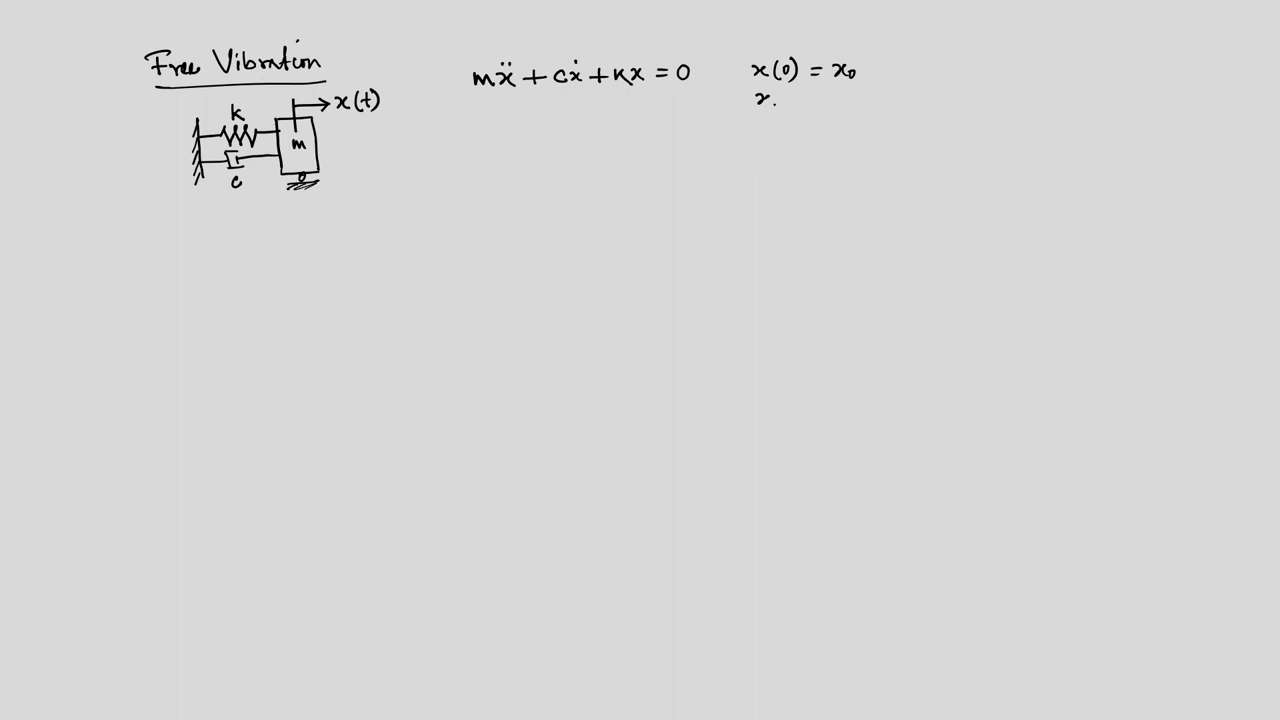 Free Vibration
mẍ + cẋ + kx = 0
x(0) = x₀
x.
x(t)
k
m
c